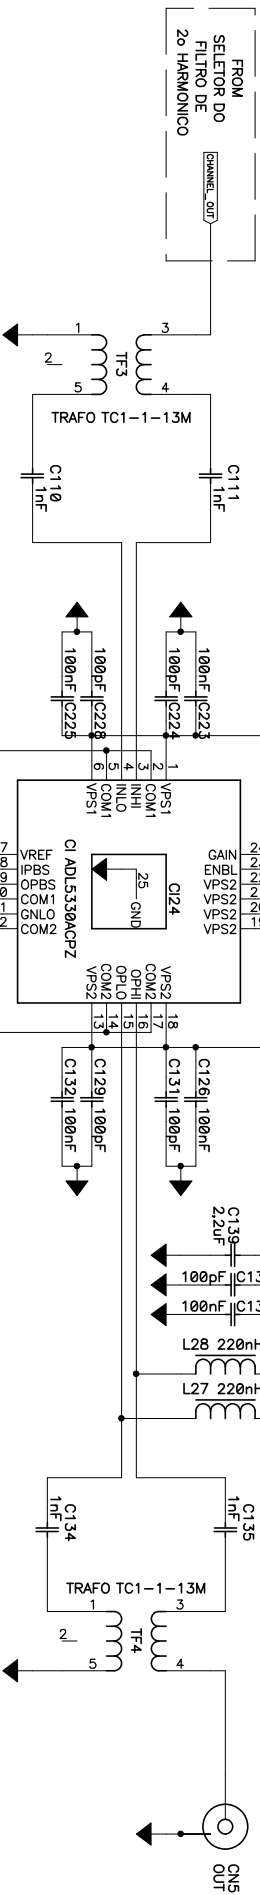 FROM
SELETOR DO
FILTRO DE
2o HARMONICO
CHANNEL_OUT
3
1
TF3
2
4
5
TRAFO TC1-1-13M
C111
1nF
C110
1nF
100nF C223
100pF C224
100pF C228
100nF C225
1 VPS1
2 COM1
3 INHI
4 INLO
5 COM1
6 VPS1
7 VREF
8 IPBS
9 OPBS
COM1
GNLO
COM2
GAIN
ENBL
VPS2
VPS2
VPS2
VPS2
CI24
CI ADL5330ACPZ
25 GND
VPS2 18
COM2 17
OPHI 16
OPLO 15
COM2 14
VPS2 13
C126 100nF
C131 100pF
C129 100pF
C132 100nF
C139
2,2uF
100pF
100nF
L28 220nH
L27 220nH
C135
1nF
C134
1nF
TRAFO TC1-1-13M
3
1
TF4
2
4
5
CN5
OUT